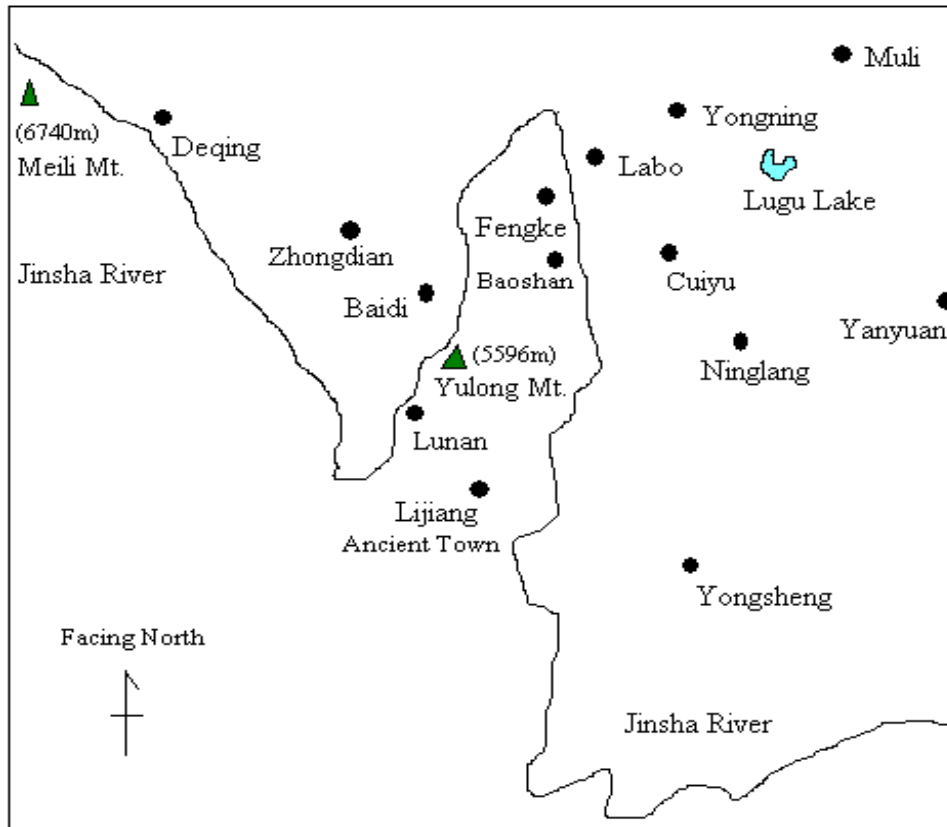 Muli
Yongning
(6740m)
Meili Mt.
Deqing
Labo
Lugu Lake
Fengke
Zhongdian
Jinsha River
Baoshan
Cuiyu
Baidi
Yanyuan
(5596m)
Yulong Mt.
Ninglang
Lunan
Lijiang
Ancient Town
Yongsheng
Facing North
Jinsha River